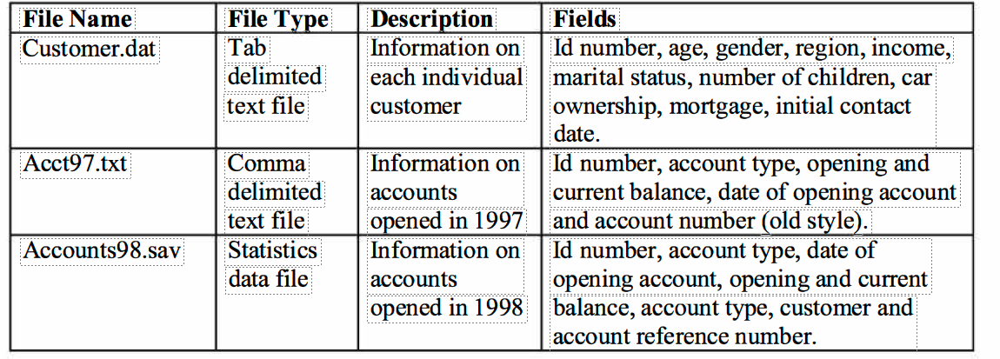 File Name File Type Description Fields
Customer.dat Tab delimited text file Information on each individual customer Id number, age, gender, region, income, marital status, number of children, car ownership, mortgage, initial contact date.
Acct97.txt Comma delimited text file Information on accounts opened in 1997 Id number, account type, opening and current balance, date of opening account and account number (old style).
Accounts98.sav Statistics data file Information on accounts opened in 1998 Id number, account type, date of opening account, opening and current balance, account type, customer and account reference number.